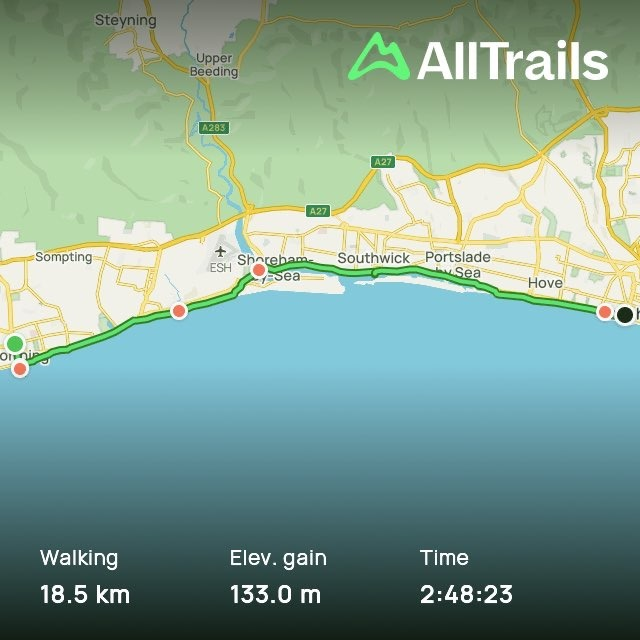 Steyning
Upper
Beeding
AllTrails
A283
A27
A27
Sompting
ESH
Shoreham-
by-Sea
Southwick
Portslade
by Sea
Hove
Walking
18.5 km
Elev. gain
133.0 m
Time
2:48:23